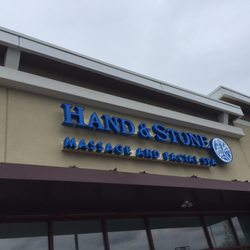 HAND & STONE
MASSAGE AND FACIAL SPA